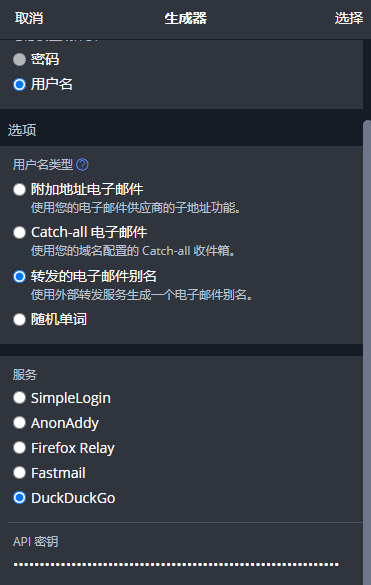 取消 生成器 选择
密码
用户名
选项
用户名类型
附加地址电子邮件
使用您的电子邮件供应商的子地址功能。
Catch-all 电子邮件
使用您的域名配置的 Catch-all 收件箱。
转发的电子邮件别名
使用外部转发服务生成一个电子邮件别名。
随机单词
服务
SimpleLogin
AnonAddy
Firefox Relay
Fastmail
DuckDuckGo
API 密钥